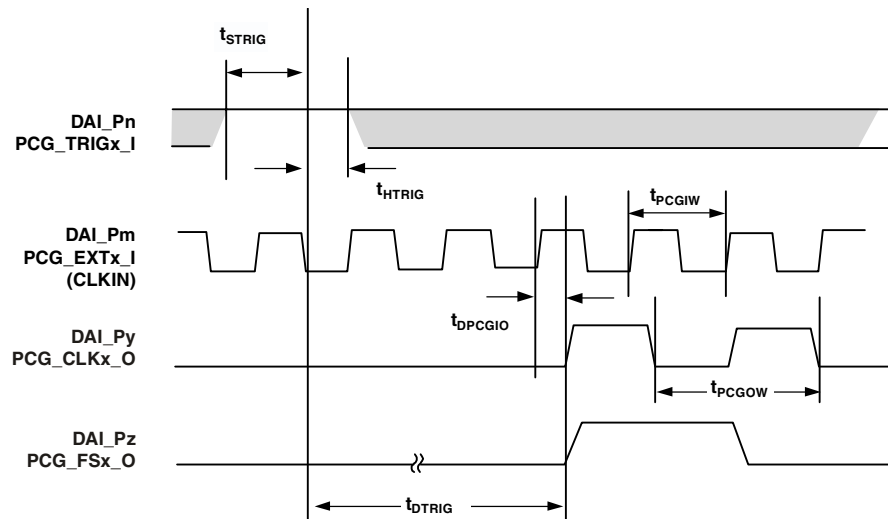 tSTRIG
DAI_Pn
PCG_TRIGx_I
tHTRIG
tPCGIW
DAI_Pm
PCG_EXTx_I
(CLKIN)
tDPCGIO
DAI_Py
PCG_CLKx_O
tPCGOW
DAI_Pz
PCG_FSx_O
tDTRIG